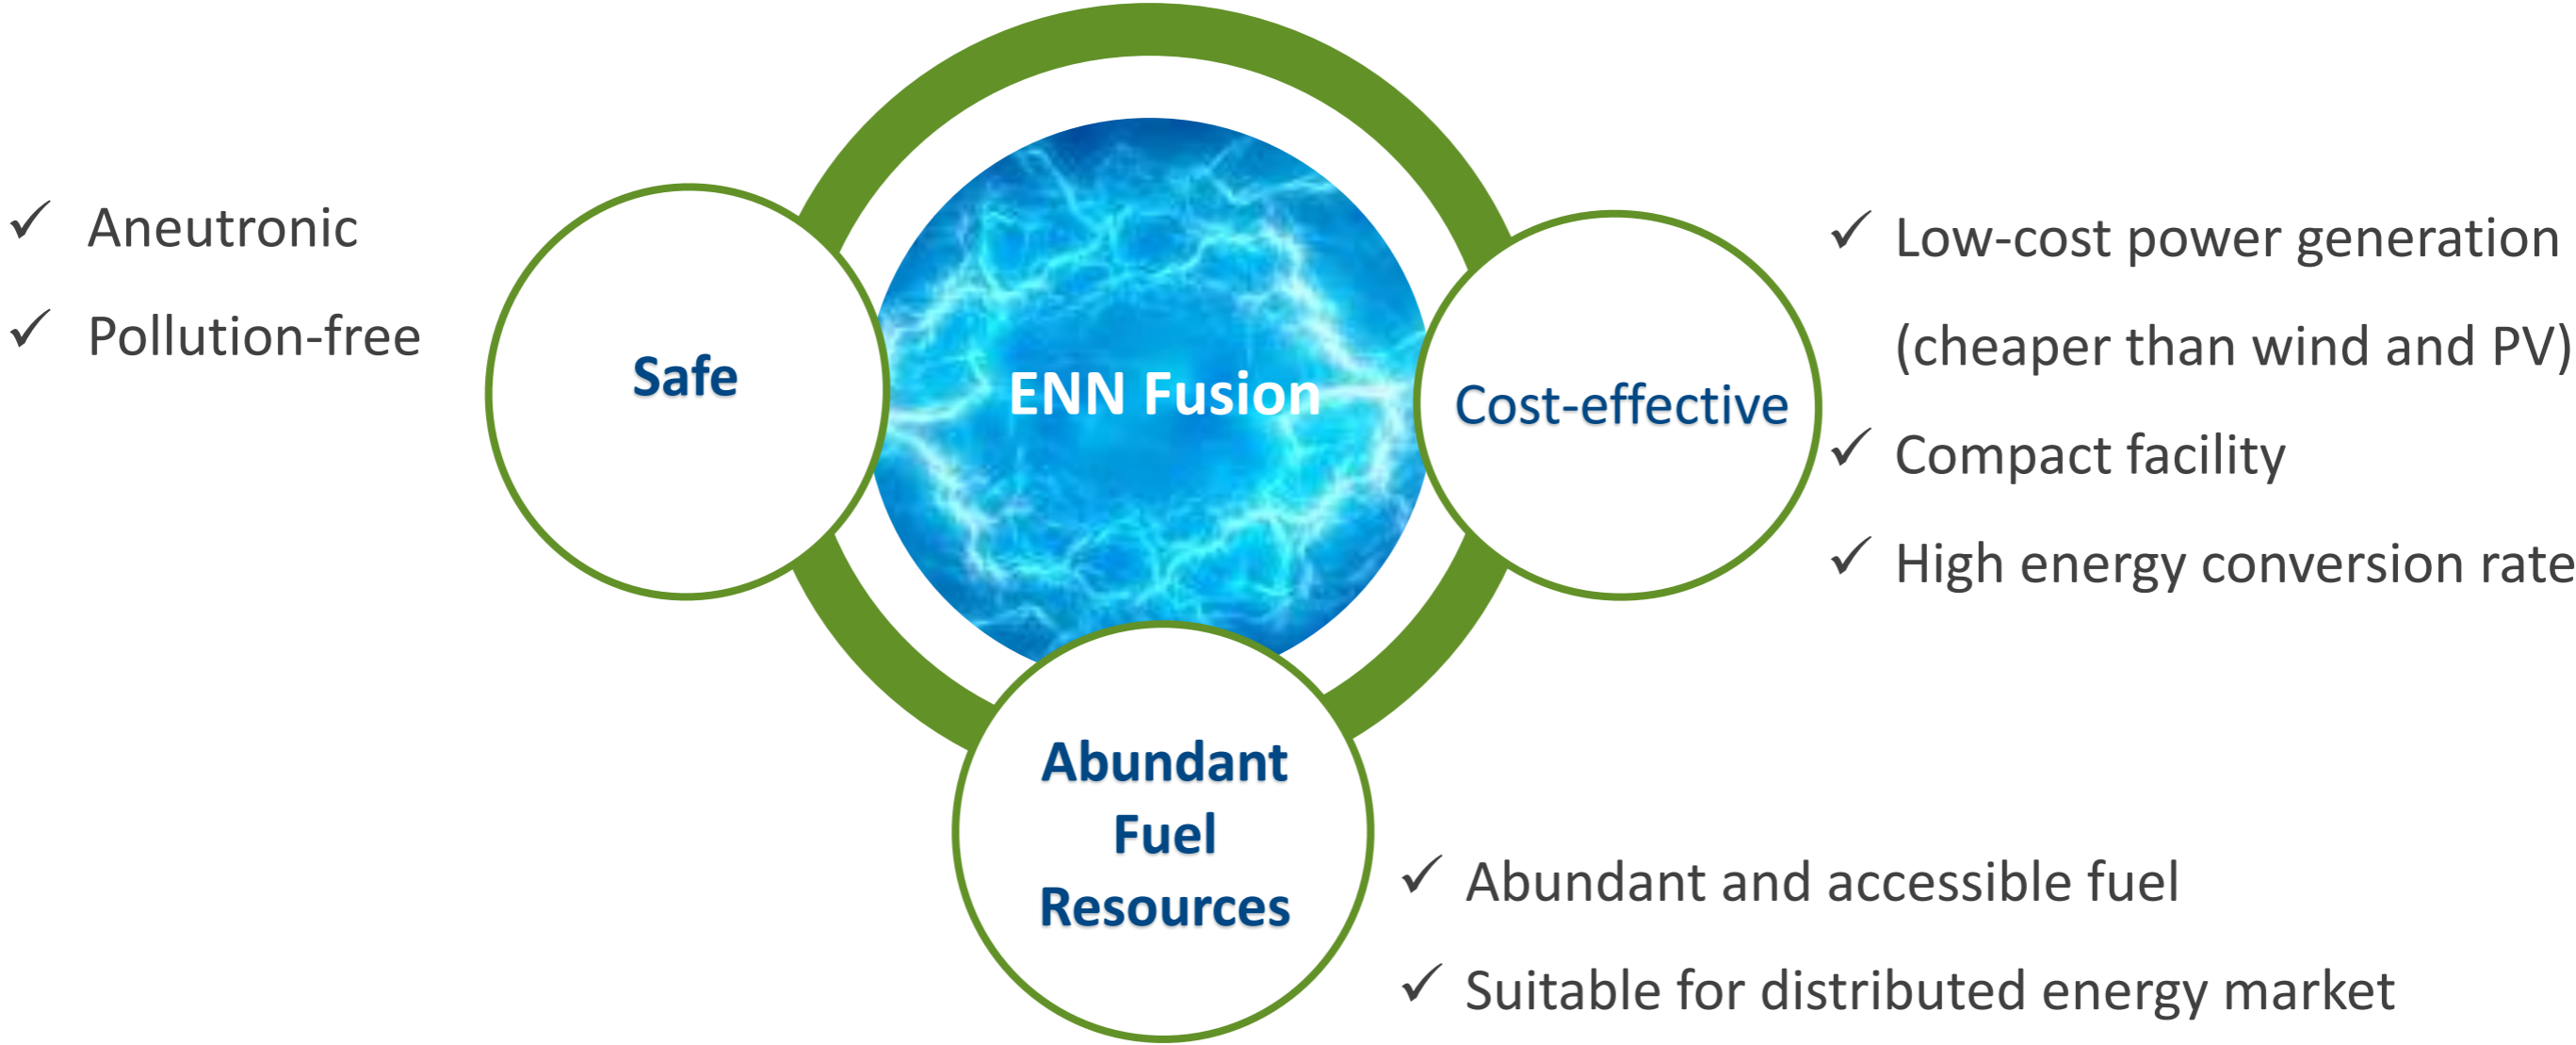 ✓ Aneutronic
✓ Pollution-free
Safe
ENN Fusion
Cost-effective
✓ Low-cost power generation
(cheaper than wind and PV)
✓ Compact facility
✓ High energy conversion rate
Abundant
Fuel
Resources
✓ Abundant and accessible fuel
✓ Suitable for distributed energy market